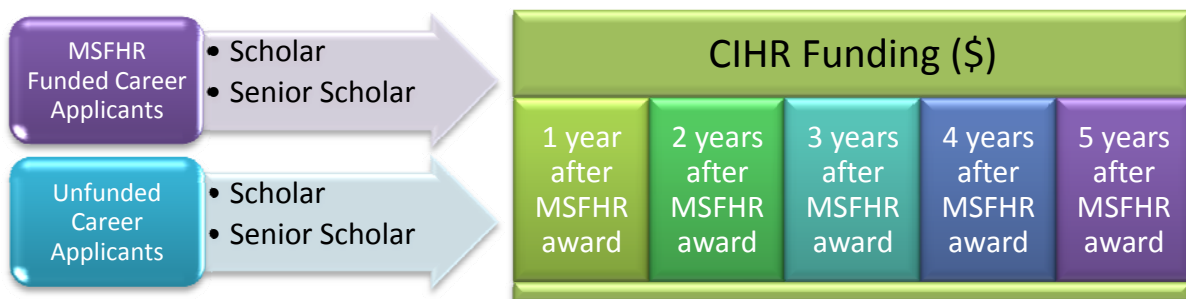 MSFHR
Funded Career
Applicants
• Scholar
• Senior Scholar
Unfunded
Career
Applicants
• Scholar
• Senior Scholar
CIHR Funding ($)
1 year
after
MSFHR
award
2 years
after
MSFHR
award
3 years
after
MSFHR
award
4 years
after
MSFHR
award
5 years
after
MSFHR
award